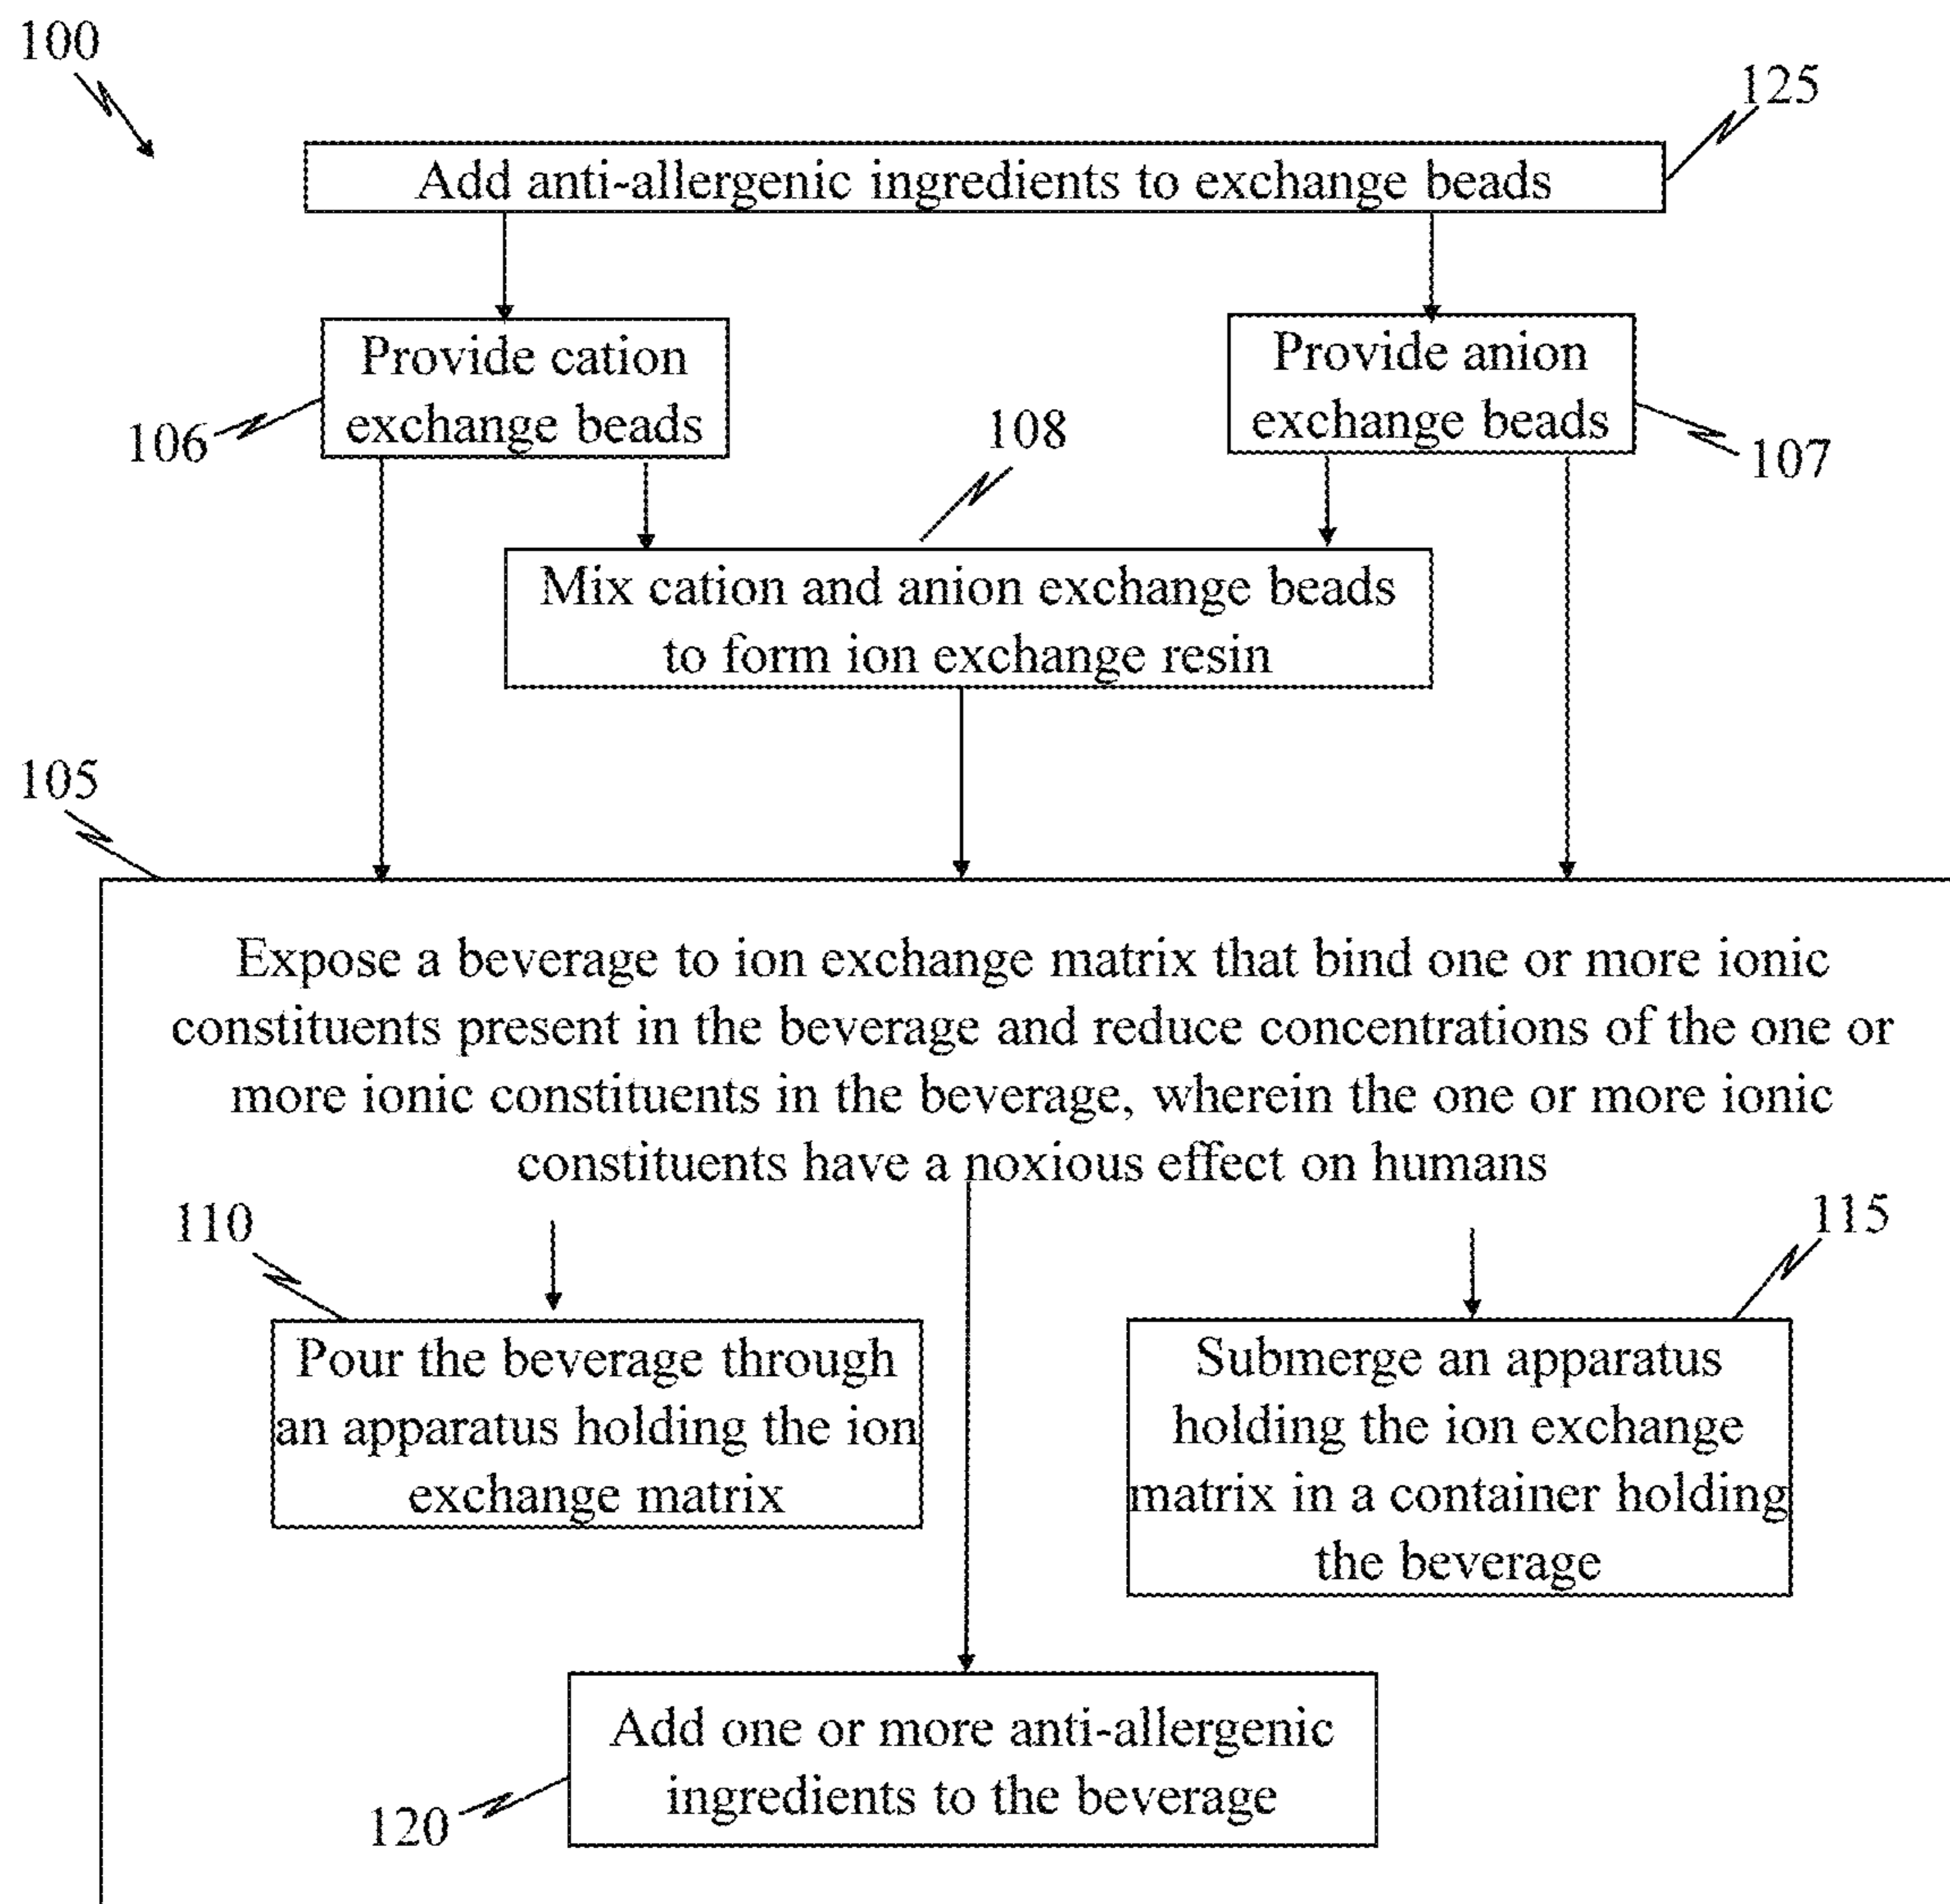 100
125
Add anti-allergenic ingredients to exchange beads
Provide cation
exchange beads
106
Provide anion
exchange beads
107
108
Mix cation and anion exchange beads
to form ion exchange resin
105
Expose a beverage to ion exchange matrix that bind one or more ionic
constituents present in the beverage and reduce concentrations of the one or
more ionic constituents in the beverage, wherein the one or more ionic
constituents have a noxious effect on humans
110
115
Pour the beverage through
an apparatus holding the ion
exchange matrix
Submerge an apparatus
holding the ion exchange
matrix in a container holding
the beverage
Add one or more anti-allergenic
ingredients to the beverage
120